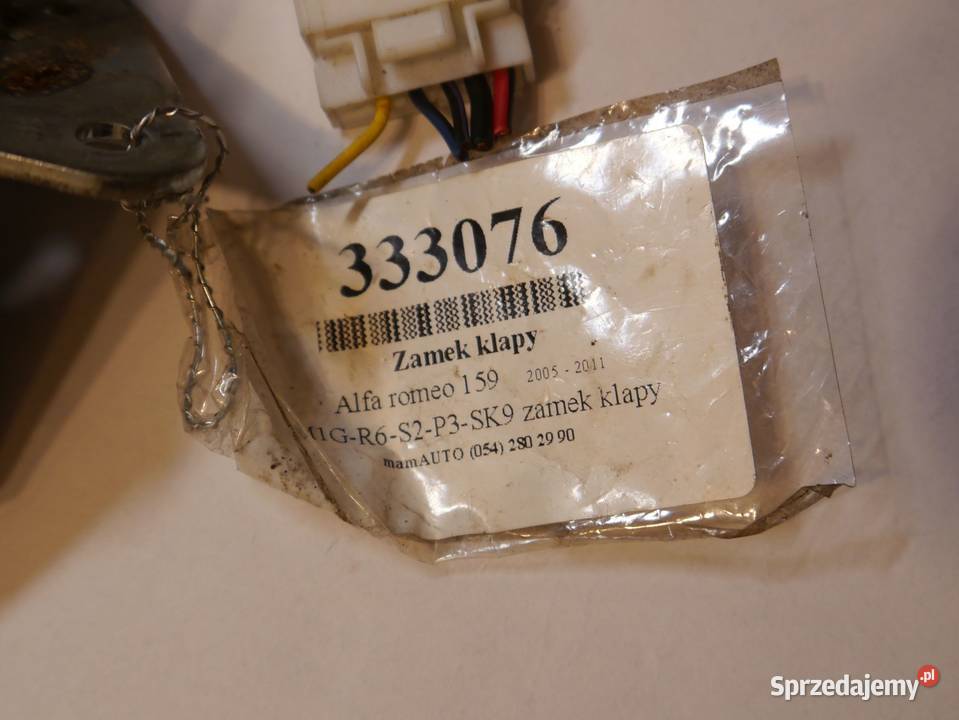 333076
Zamek klapy
Alfa romeo 159 2005 - 2011
M1G-R6-S2-P3-SK9 zamek klapy
mamAUTO (054) 280 29 90
Sprzedajemy.pl